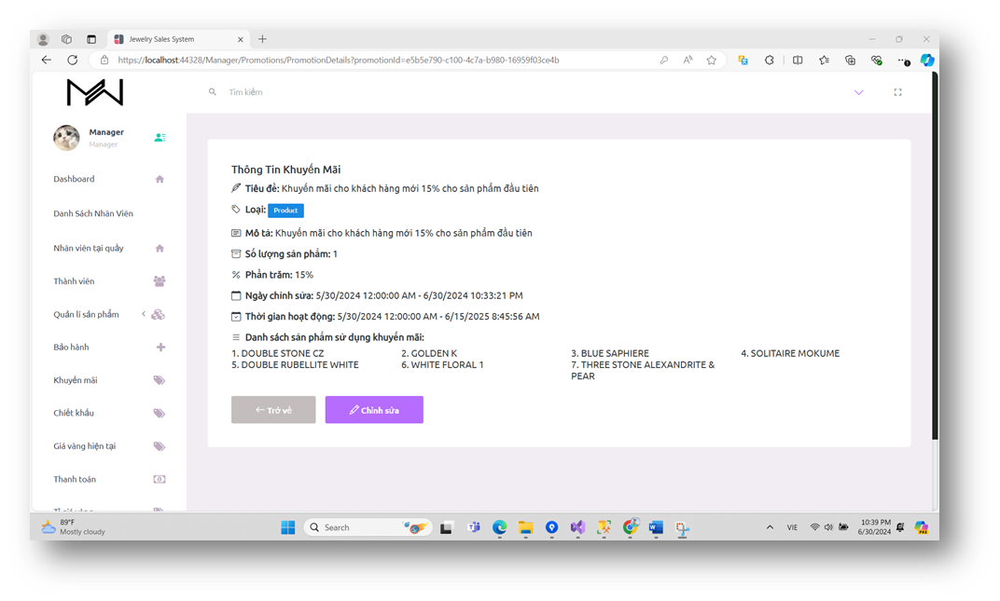 Jewelry Sales System
https://localhost:44328/Manager/Promotions/PromotionDetails?promotionId=e5b5e790-c100-4c7a-b980-16959f03ce4b
Tìm kiếm
Manager
Manager
Dashboard
Danh Sách Nhân Viên
Nhân viên tại quầy
Thành viên
Quản lí sản phẩm
Bảo hành
Khuyến mãi
Chiết khấu
Giá vàng hiện tại
Thanh toán
Thông Tin Khuyến Mãi
Tiêu đề: Khuyến mãi cho khách hàng mới 15% cho sản phẩm đầu tiên
Loại: Product
Mô tả: Khuyến mãi cho khách hàng mới 15% cho sản phẩm đầu tiên
Số lượng sản phẩm: 1
Phần trăm: 15%
Ngày chỉnh sửa: 5/30/2024 12:00:00 AM - 6/30/2024 10:33:21 PM
Thời gian hoạt động: 5/30/2024 12:00:00 AM - 6/15/2025 8:45:56 AM
Danh sách sản phẩm sử dụng khuyến mãi:
1. DOUBLE STONE CZ 2. GOLDEN K 3. BLUE SAPHIERE 4. SOLITAIRE MOKUME
5. DOUBLE RUBELLITE WHITE 6. WHITE FLORAL 1 7. THREE STONE ALEXANDRITE &
PEAR
Trở về Chỉnh sửa
89°F
Mostly cloudy
Search
VIE
10:39 PM
6/30/2024